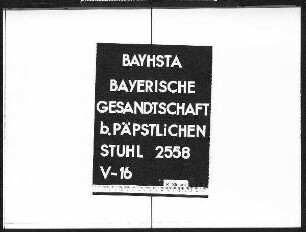 BAYHSTA
BAYERISCHE
GESANDTSCHAFT
b. PÄPSTLiCHEN
STUHL 2558
V-16